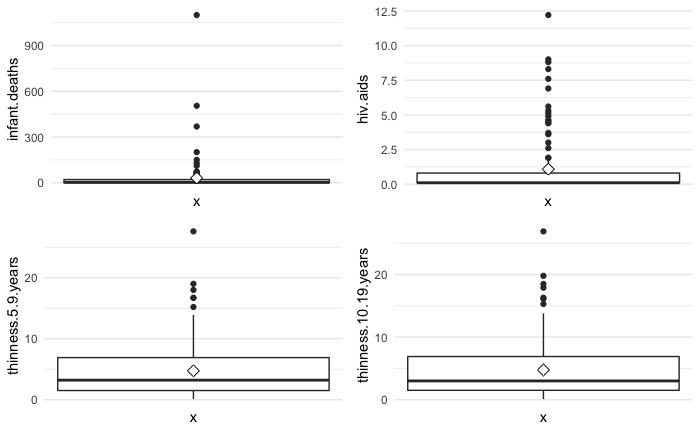 infant.deaths
900
600
300
0
x
hiv.aids
12.5
10.0
7.5
5.0
2.5
0.0
x
thinness.5.9.years
20
10
0
x
thinness.10.19.years
20
10
0
x